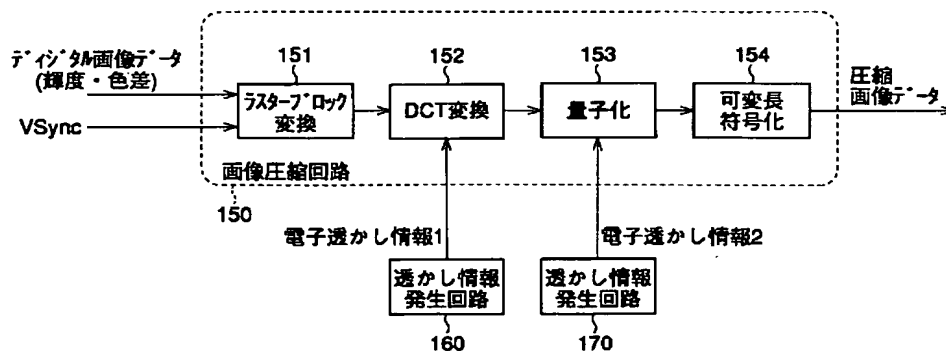 ディジタル画像データ
(輝度・色差)
VSync
151
ラスターブロック
変換
152
DCT変換
153
量子化
154
可変長
符号化
圧縮
画像データ
画像圧縮回路
150
電子透かし情報1
電子透かし情報2
透かし情報
発生回路
160
透かし情報
発生回路
170